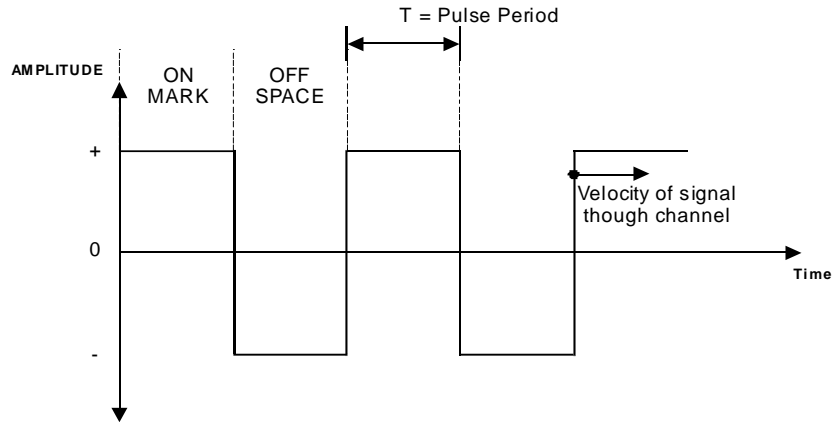 T = Pulse Period
AMPLITUDE
ON
MARK
OFF
SPACE
+
Velocity of signal
though channel
0
Time
-